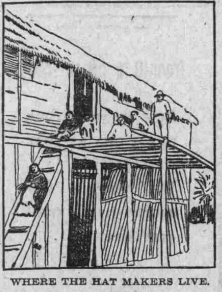 WHERE THE HAT MAKERS LIVE.